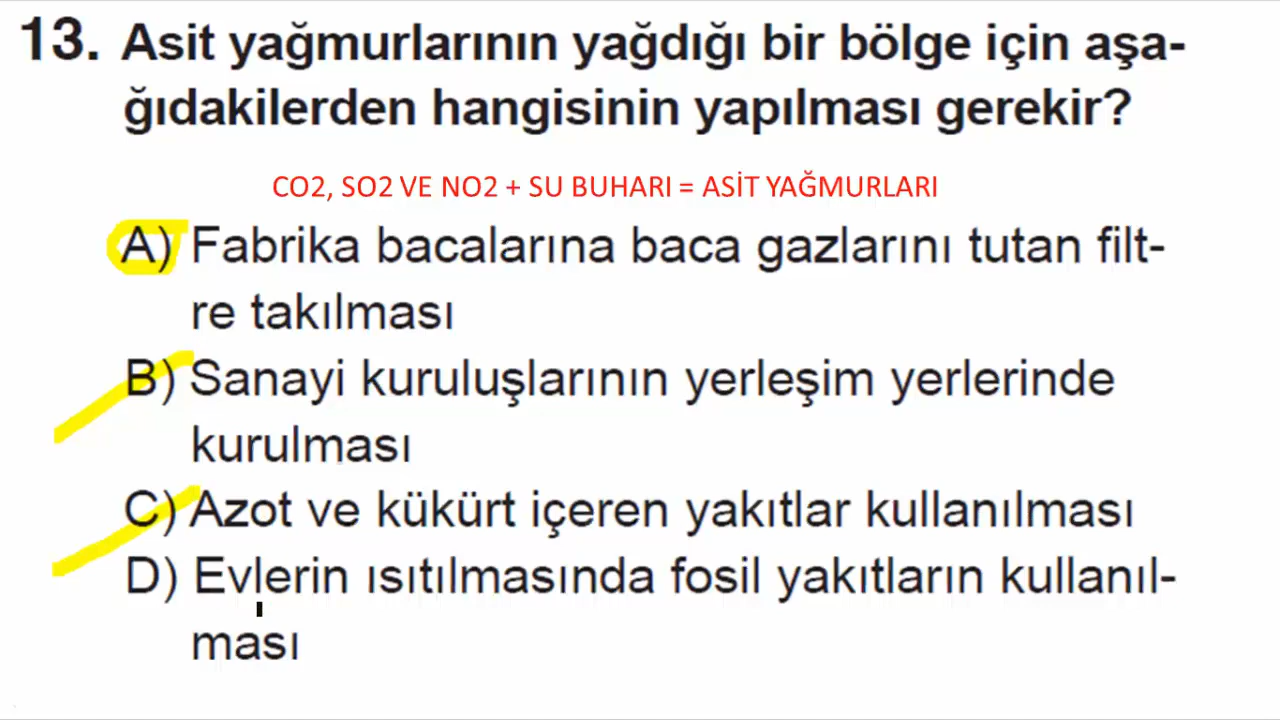 13. Asit yağmurlarının yağdığı bir bölge için aşa-
ğıdakilerden hangisinin yapılması gerekir?
CO2, SO2 VE NO2 + SU BUHARI = ASİT YAĞMURLARI
A) Fabrika bacalarına baca gazlarını tutan filt-
re takılması
B) Sanayi kuruluşlarının yerleşim yerlerinde
kurulması
C) Azot ve kükürt içeren yakıtlar kullanılması
D) Evlerin ısıtılmasında fosil yakıtların kullanıl-
ması